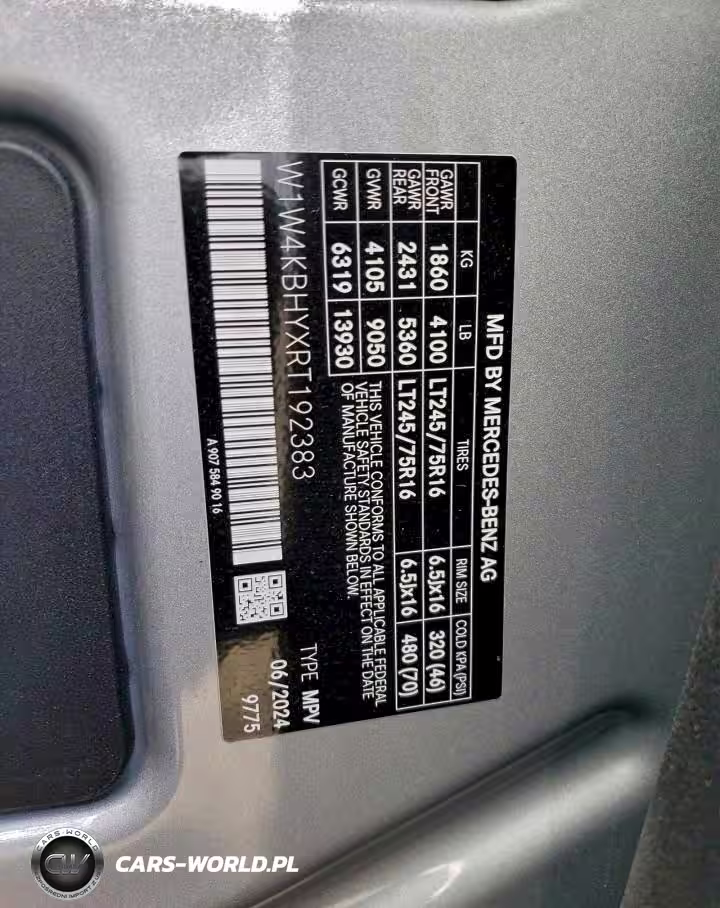 MFD BY MERCEDES-BENZ AG
KG LB TIRES RIM SIZE COLD KPA (PSI)
GAWR FRONT 1860 4100 LT245/75R16 6.5Jx16 320 (46)
GAWR REAR 2431 5360 LT245/75R16 6.5Jx16 480 (70)
GVWR 4105 9050
GCWR 6319 13930
THIS VEHICLE CONFORMS TO ALL APPLICABLE FEDERAL
VEHICLE SAFETY STANDARDS IN EFFECT ON THE DATE
OF MANUFACTURE SHOWN BELOW.
W1W4KBHYXRT192383
TYPE MPV
06/2024
9775
A 907 584 90 16
CARS-WORLD
CW
CARS-WORLD.PL